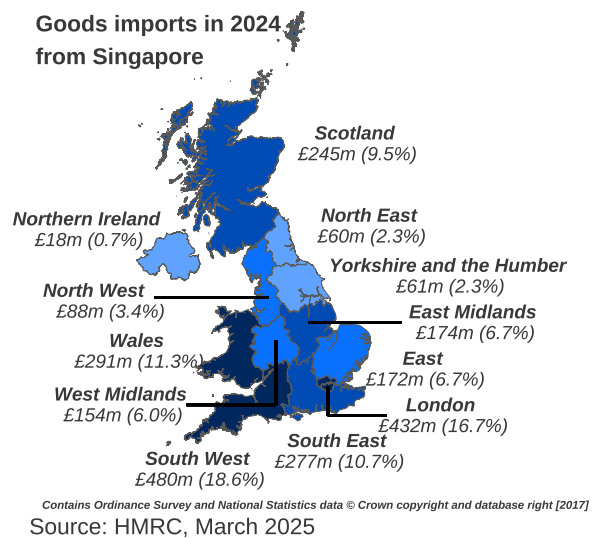 Goods imports in 2024
from Singapore
Scotland
£245m (9.5%)
Northern Ireland
£18m (0.7%)
North East
£60m (2.3%)
Yorkshire and the Humber
£61m (2.3%)
North West
£88m (3.4%)
East Midlands
£174m (6.7%)
Wales
£291m (11.3%)
East
£172m (6.7%)
West Midlands
£154m (6.0%)
London
£432m (16.7%)
South East
£277m (10.7%)
South West
£480m (18.6%)
Contains Ordinance Survey and National Statistics data © Crown copyright and database right [2017]
Source: HMRC, March 2025